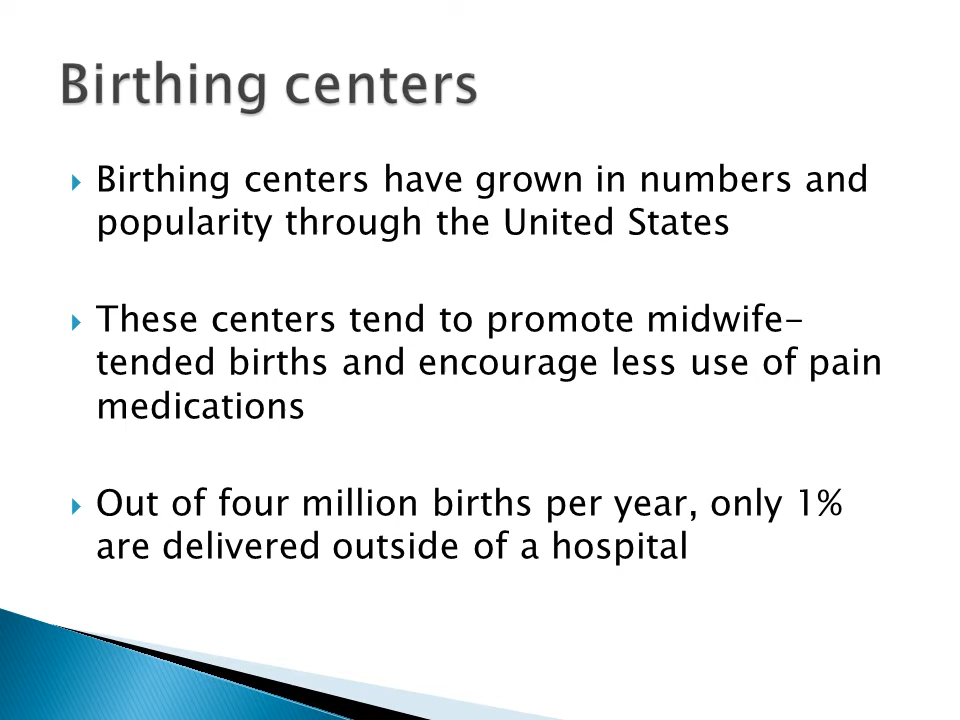 Birthing centers
Birthing centers have grown in numbers and
popularity through the United States
These centers tend to promote midwife-
tended births and encourage less use of pain
medications
Out of four million births per year, only 1%
are delivered outside of a hospital